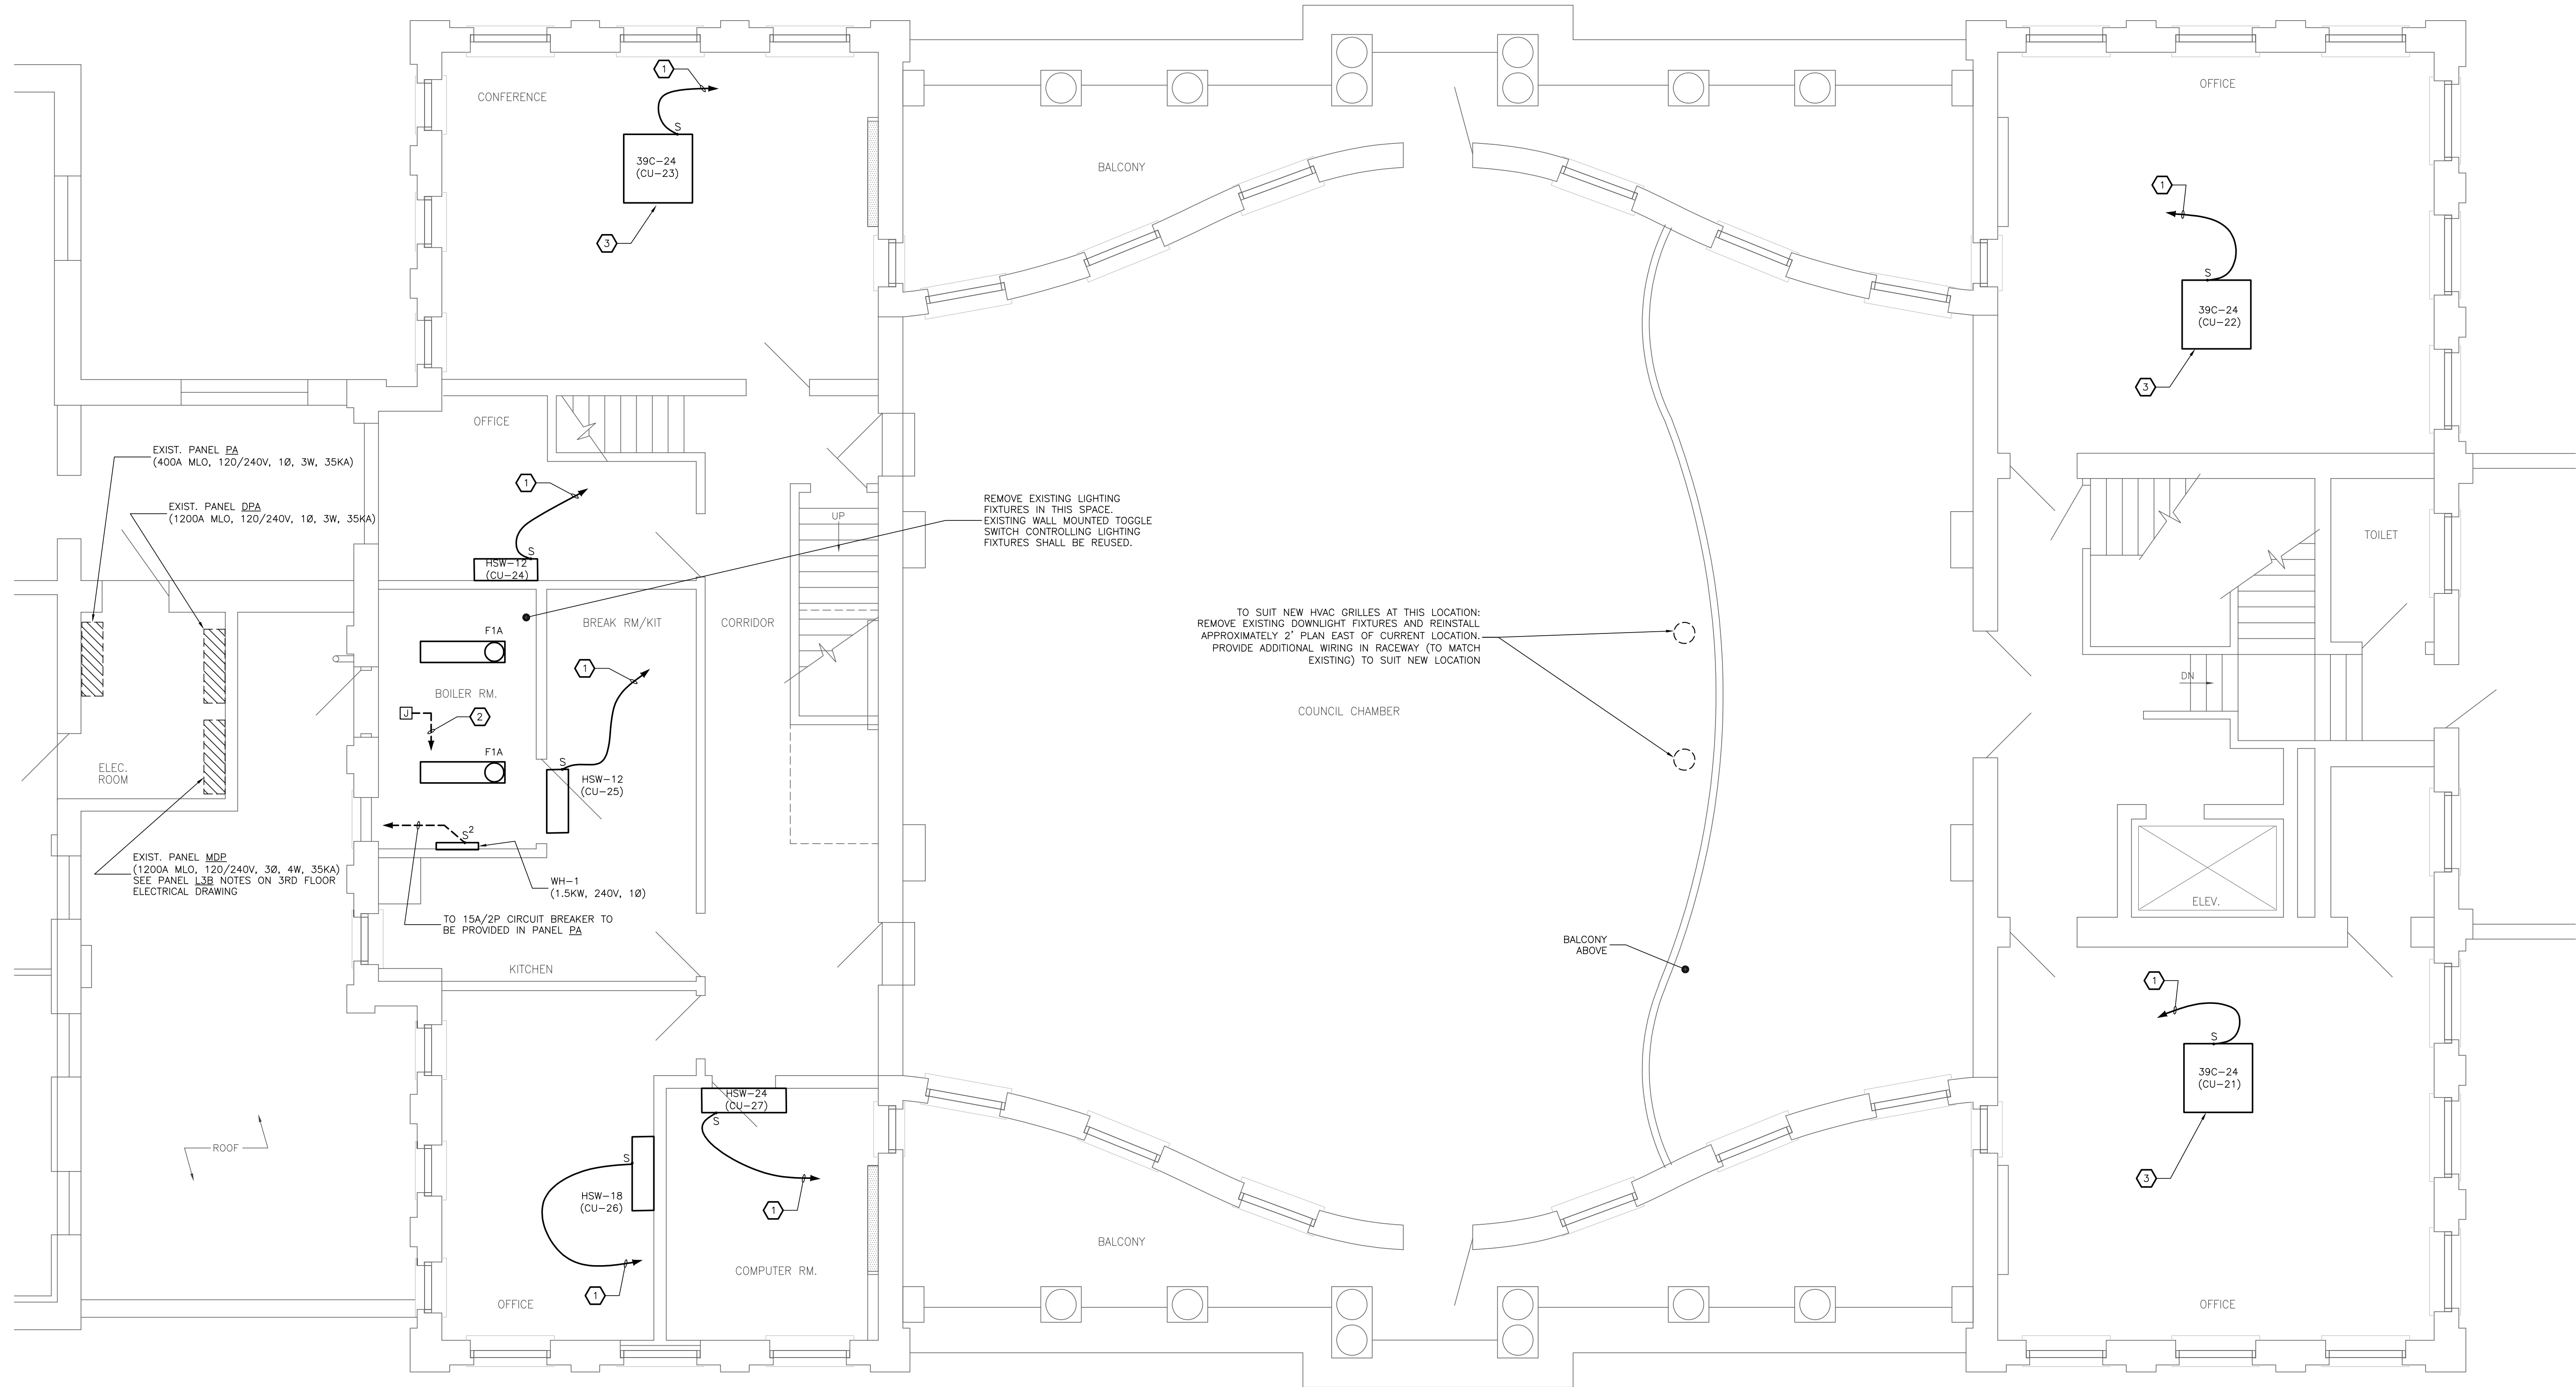 CONFERENCE
1
S
39C-24
(CU-23)
3
BALCONY
OFFICE
1
S
39C-24
(CU-22)
3
OFFICE
1
S
HSW-12
(CU-24)
EXIST. PANEL PA
(400A MLO, 120/240V, 1Ø, 3W, 35KA)
EXIST. PANEL DPA
(1200A MLO, 120/240V, 1Ø, 3W, 35KA)
UP
REMOVE EXISTING LIGHTING
FIXTURES IN THIS SPACE.
EXISTING WALL MOUNTED TOGGLE
SWITCH CONTROLLING LIGHTING
FIXTURES SHALL BE REUSED.
TOILET
F1A
BREAK RM/KIT
CORRIDOR
1
BOILER RM.
J
2
F1A
S
HSW-12
(CU-25)
ELEC.
ROOM
S2
TO SUIT NEW HVAC GRILLES AT THIS LOCATION:
REMOVE EXISTING DOWNLIGHT FIXTURES AND REINSTALL
APPROXIMATELY 2' PLAN EAST OF CURRENT LOCATION.
PROVIDE ADDITIONAL WIRING IN RACEWAY (TO MATCH
EXISTING) TO SUIT NEW LOCATION
COUNCIL CHAMBER
DN
EXIST. PANEL MDP
(1200A MLO, 120/240V, 3Ø, 4W, 35KA)
SEE PANEL L3B NOTES ON 3RD FLOOR
ELECTRICAL DRAWING
WH-1
(1.5KW, 240V, 1Ø)
TO 15A/2P CIRCUIT BREAKER TO
BE PROVIDED IN PANEL PA
KITCHEN
BALCONY
ABOVE
ELEV.
1
S
39C-24
(CU-21)
3
OFFICE
ROOF
HSW-24
(CU-27)
S
S
HSW-18
(CU-26)
1
1
COMPUTER RM.
OFFICE
BALCONY